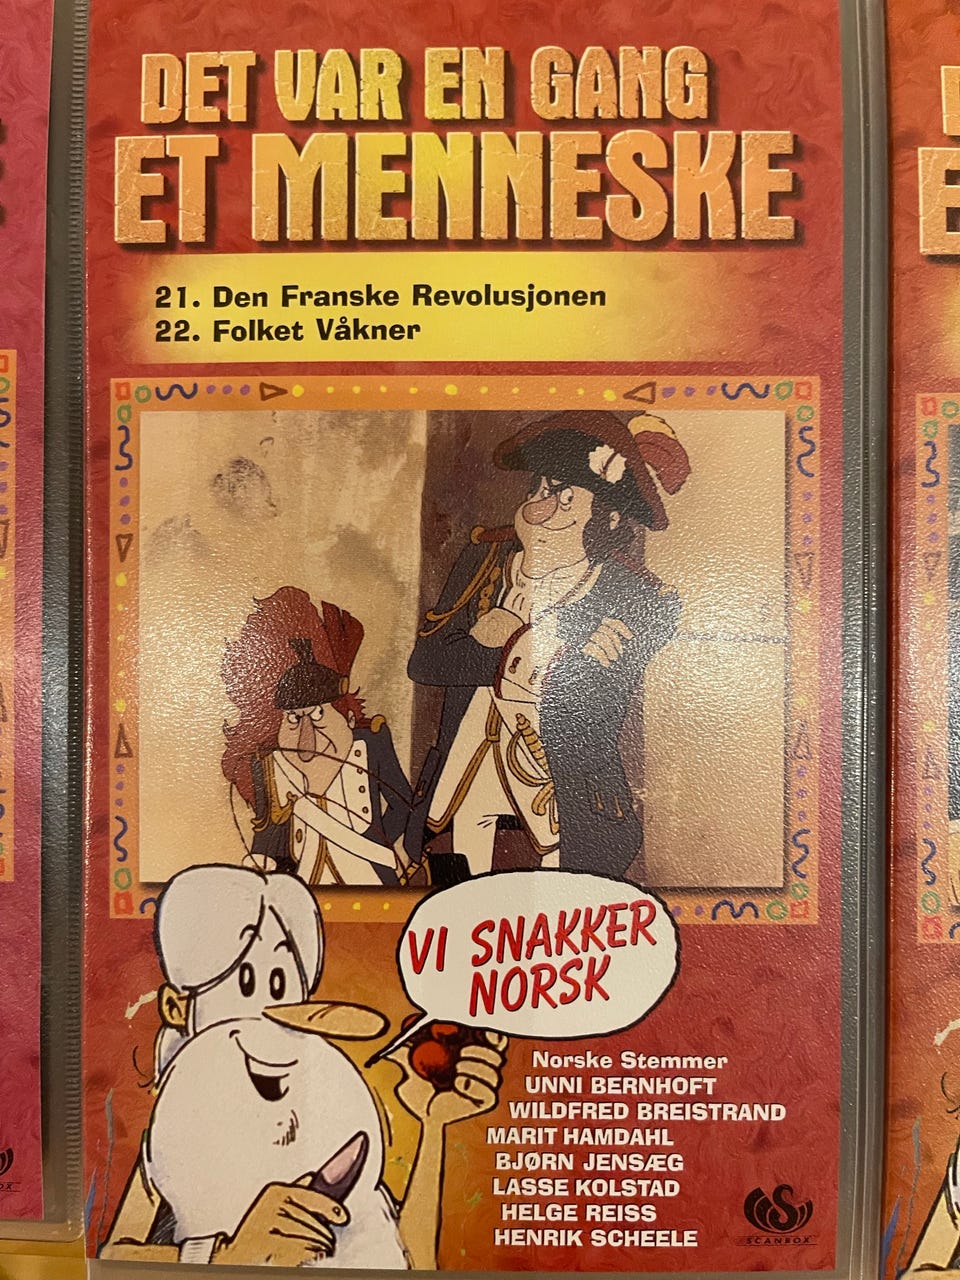 DET VAR EN GANG
ET MENNESKE
21. Den Franske Revolusjonen
22. Folket Våkner
VI SNAKKER
NORSK
Norske Stemmer
UNNI BERNHOFT
WILDFRED BREISTRAND
MARIT HAMDAHL
BJØRN JENSÆG
LASSE KOLSTAD
HELGE REISS
HENRIK SCHEELE
SCANBOX